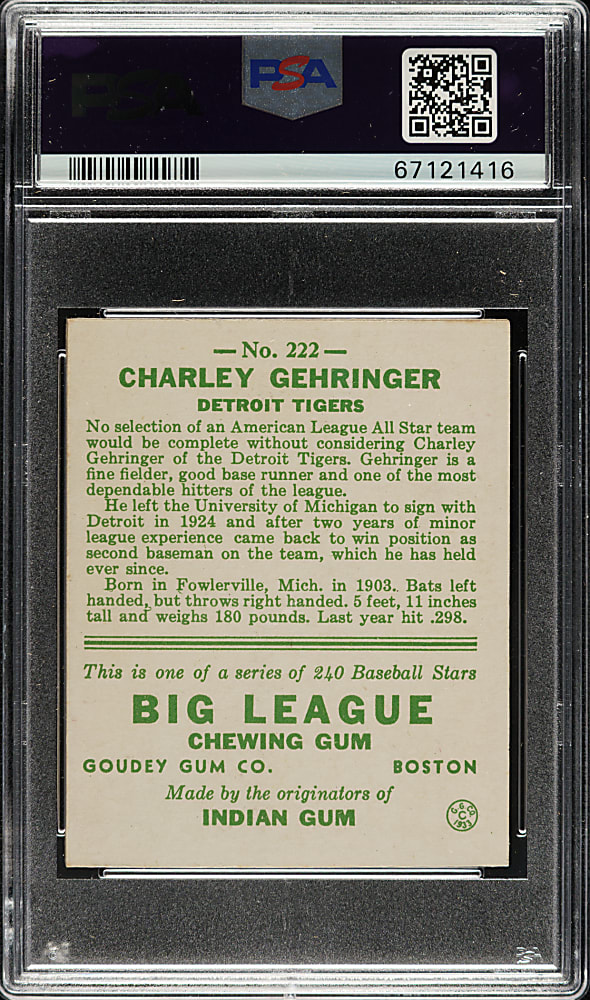 PSA
PSA
67121416
— No. 222 —
CHARLEY GEHRINGER
DETROIT TIGERS
No selection of an American League All Star team
would be complete without considering Charley
Gehringer of the Detroit Tigers. Gehringer is a
fine fielder, good base runner and one of the most
dependable hitters of the league.
He left the University of Michigan to sign with
Detroit in 1924 and after two years of minor
league experience came back to win position as
second baseman on the team, which he has held
ever since.
Born in Fowlerville, Mich. in 1903. Bats left
handed, but throws right handed. 5 feet, 11 inches
tall and weighs 180 pounds. Last year hit .298.
This is one of a series of 240 Baseball Stars
BIG LEAGUE
CHEWING GUM
GOUDEY GUM CO. BOSTON
Made by the originators of
INDIAN GUM
G. G. CO.
C
1933